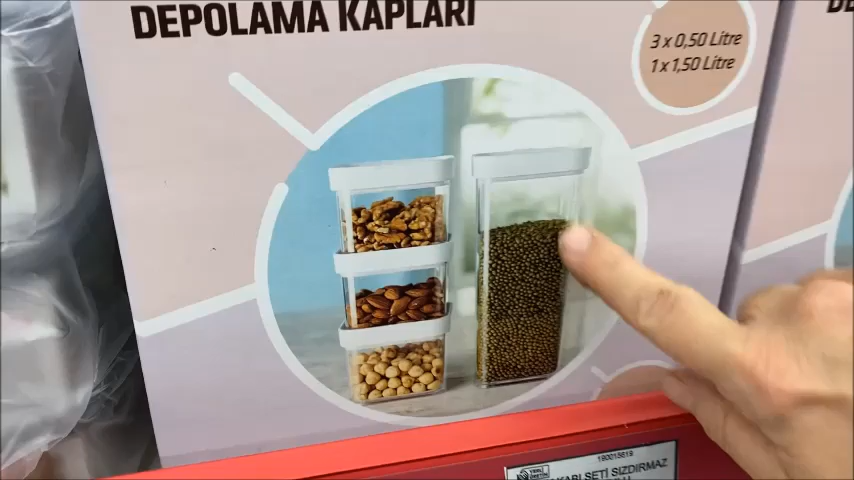 DEPOLAMA KAPLARI
3 x 0,50 Litre
1 x 1,50 Litre
KABI SETİ SIZDIRMAZ